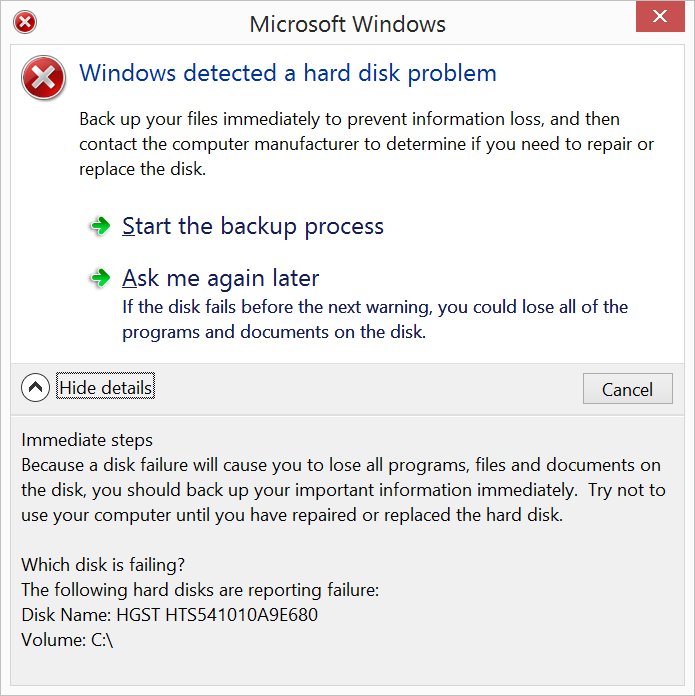 Microsoft Windows
Windows detected a hard disk problem
Back up your files immediately to prevent information loss, and then
contact the computer manufacturer to determine if you need to repair or
replace the disk.
Start the backup process
Ask me again later
If the disk fails before the next warning, you could lose all of the
programs and documents on the disk.
Hide details
Cancel
Immediate steps
Because a disk failure will cause you to lose all programs, files and documents on
the disk, you should back up your important information immediately.  Try not to
use your computer until you have repaired or replaced the hard disk.
Which disk is failing?
The following hard disks are reporting failure:
Disk Name: HGST HTS541010A9E680
Volume: C:\